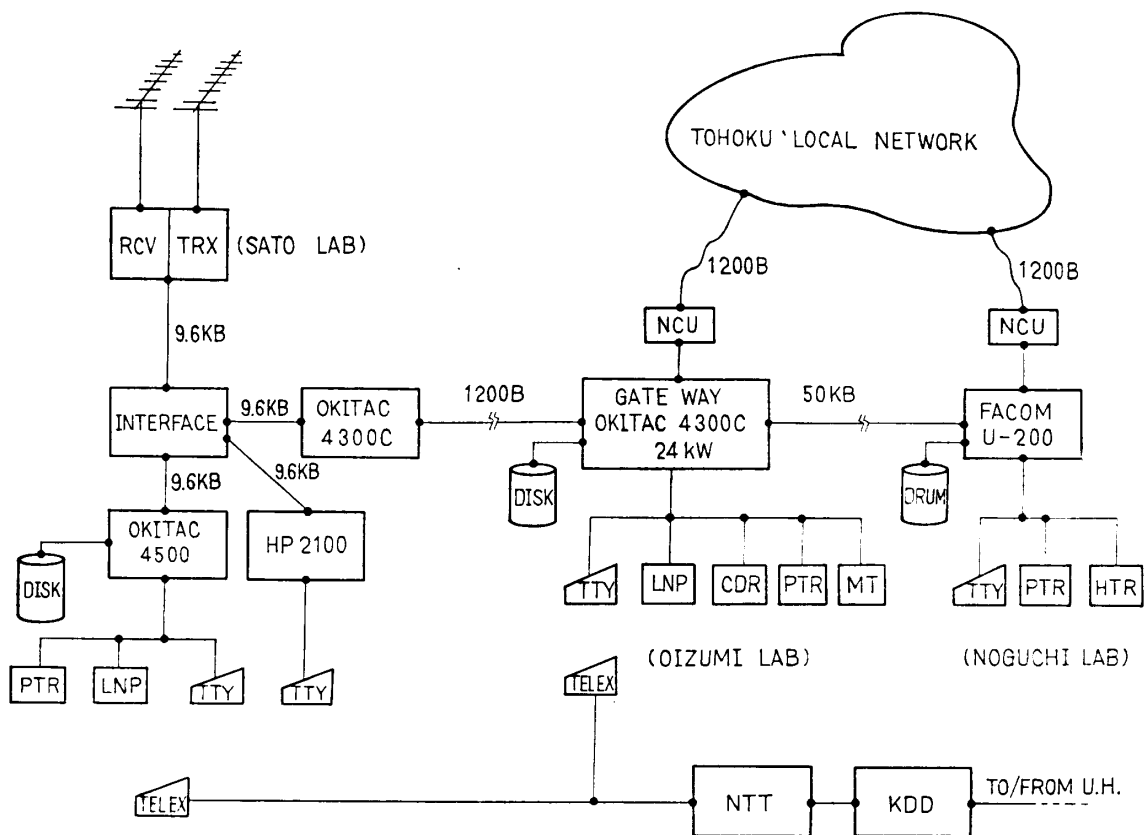 TOHOKU 'LOCAL NETWORK
RCV
TRX
(SATO LAB)
1200B
1200B
9.6KB
NCU
NCU
INTERFACE
9.6KB
OKITAC
4300C
1200B
GATE WAY
OKITAC 4300C
24kW
50KB
FACOM
U-200
9.6KB
9.6KB
DISK
DRUM
OKITAC
4500
HP 2100
DISK
TTY
LNP
CDR
PTR
MT
TTY
PTR
HTR
(OIZUMI LAB)
(NOGUCHI LAB)
PTR
LNP
TTY
TTY
TELEX
TELEX
NTT
KDD
TO/FROM U.H.